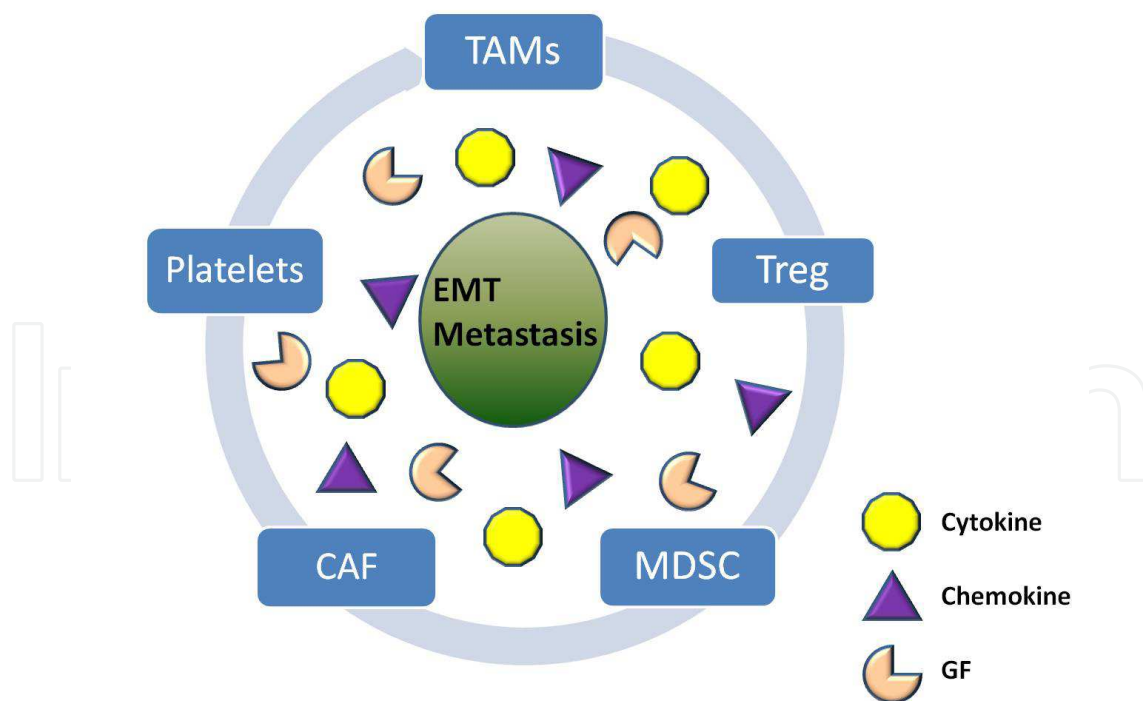 TAMs
Platelets
Treg
EMT
Metastasis
CAF
MDSC
Cytokine
Chemokine
GF